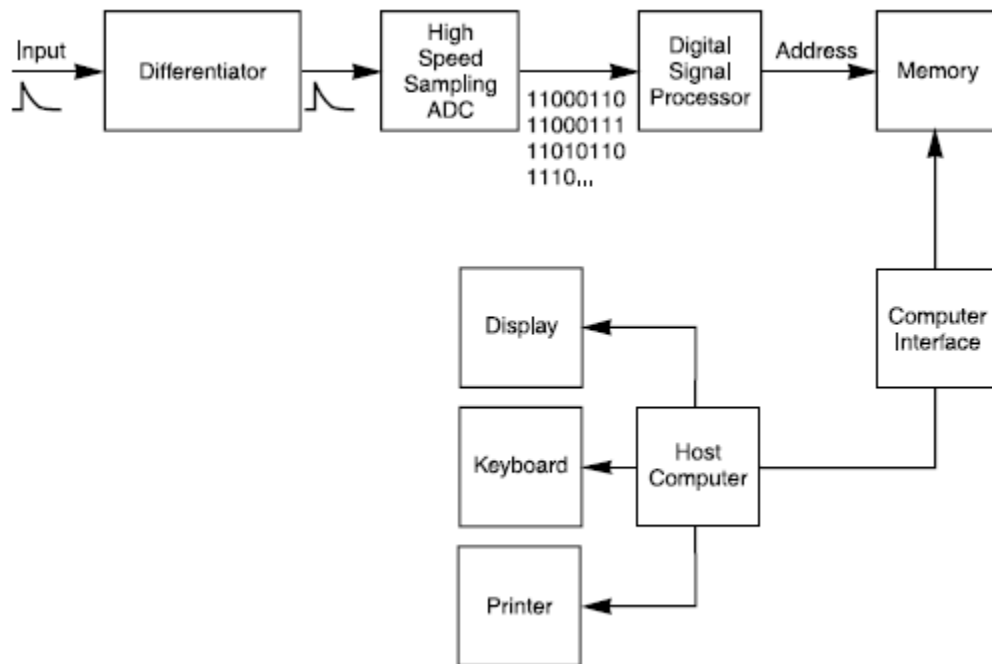 Input
Differentiator
High
Speed
Sampling
ADC
11000110
11000111
11010110
1110,,,
Digital
Signal
Processor
Address
Memory
Computer
Interface
Display
Keyboard
Host
Computer
Printer